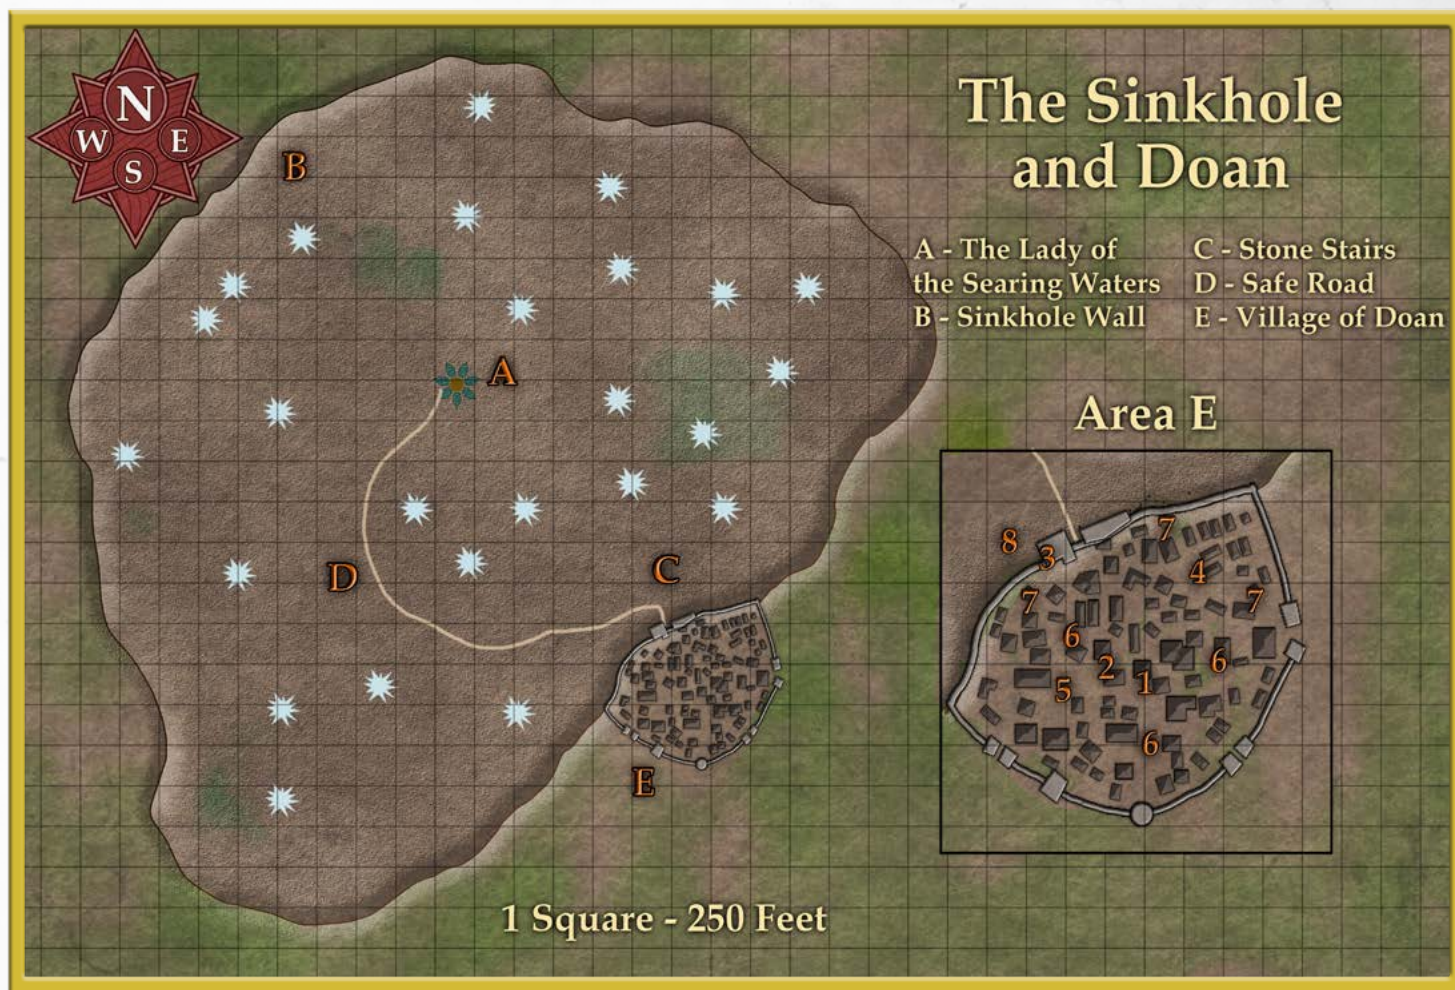 N
W E
S
The Sinkhole
and Doan
A - The Lady of
the Searing Waters
B - Sinkhole Wall
C - Stone Stairs
D - Safe Road
E - Village of Doan
B
A
D
C
E
Area E
7
8
3
4
7
7
6
6
2
1
5
6
1 Square - 250 Feet